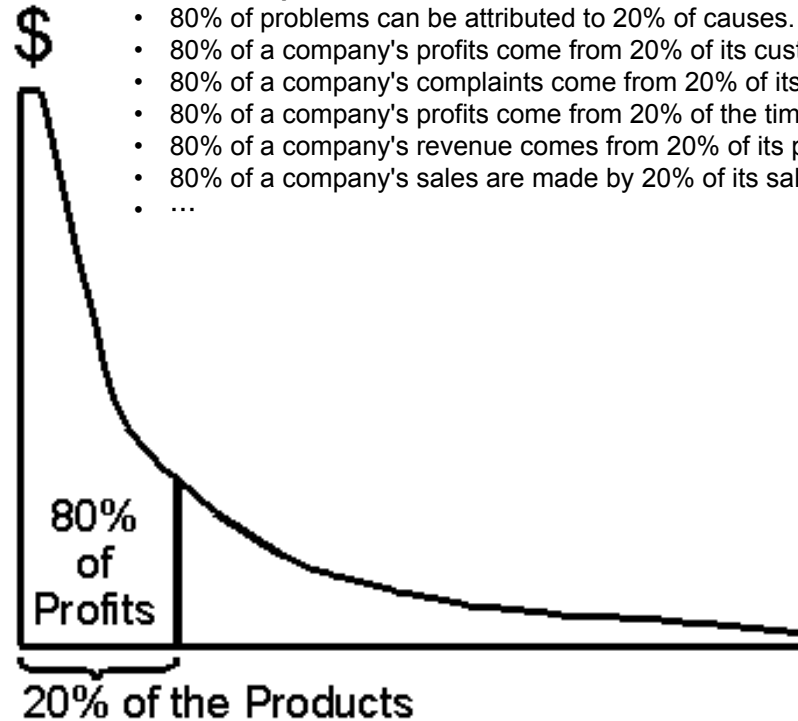 $
• 80% of problems can be attributed to 20% of causes.
• 80% of a company's profits come from 20% of its
• 80% of a company's complaints come from 20% of its
• 80% of a company's profits come from 20% of the
• 80% of a company's revenue comes from 20% of its
• 80% of a company's sales are made by 20% of its
• ...
80%
of
Profits
20% of the Products